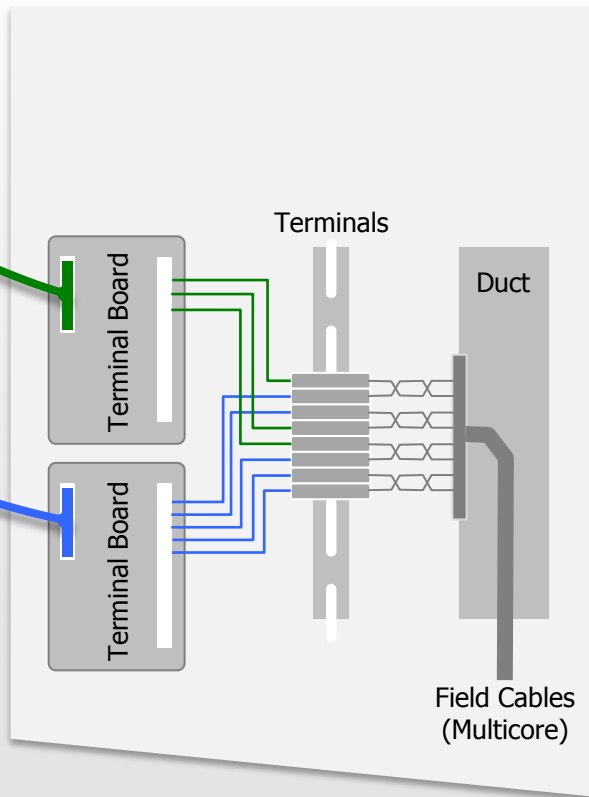 Terminals
Duct
Terminal Board
Terminal Board
Field Cables
(Multicore)